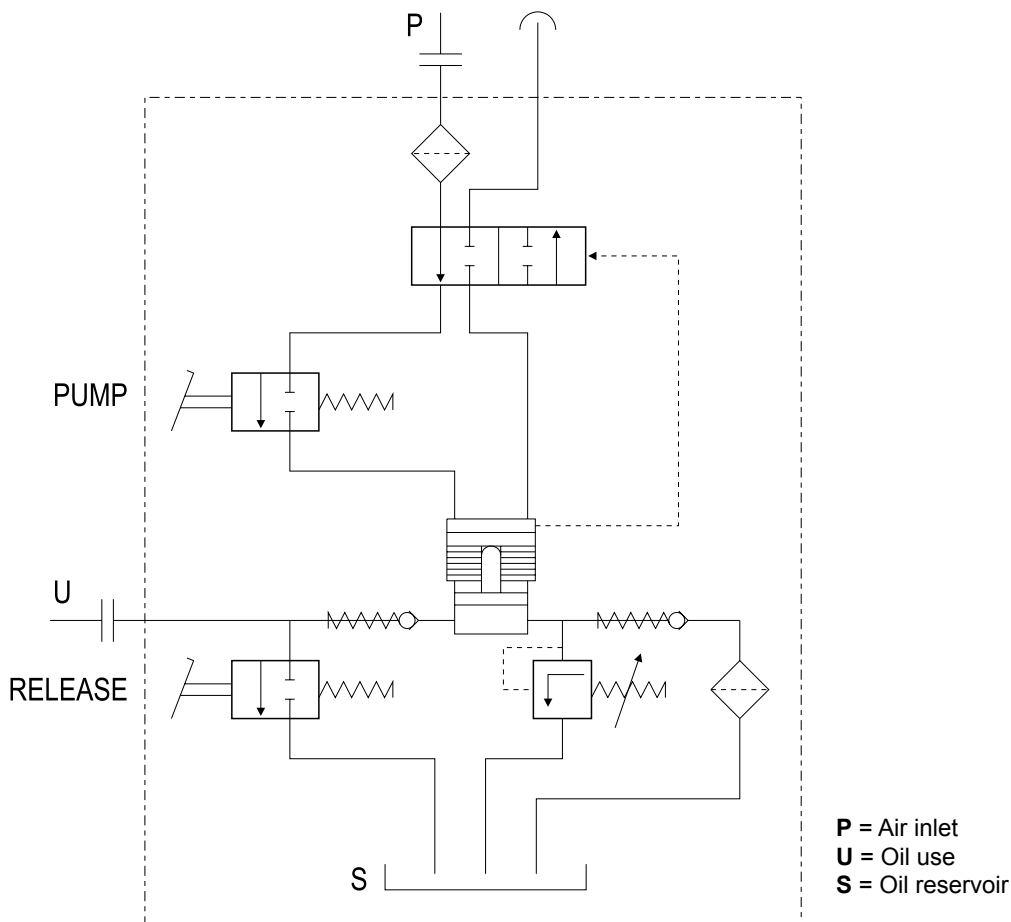 P
PUMP
U
RELEASE
S
P = Air inlet
U = Oil use
S = Oil reservoir